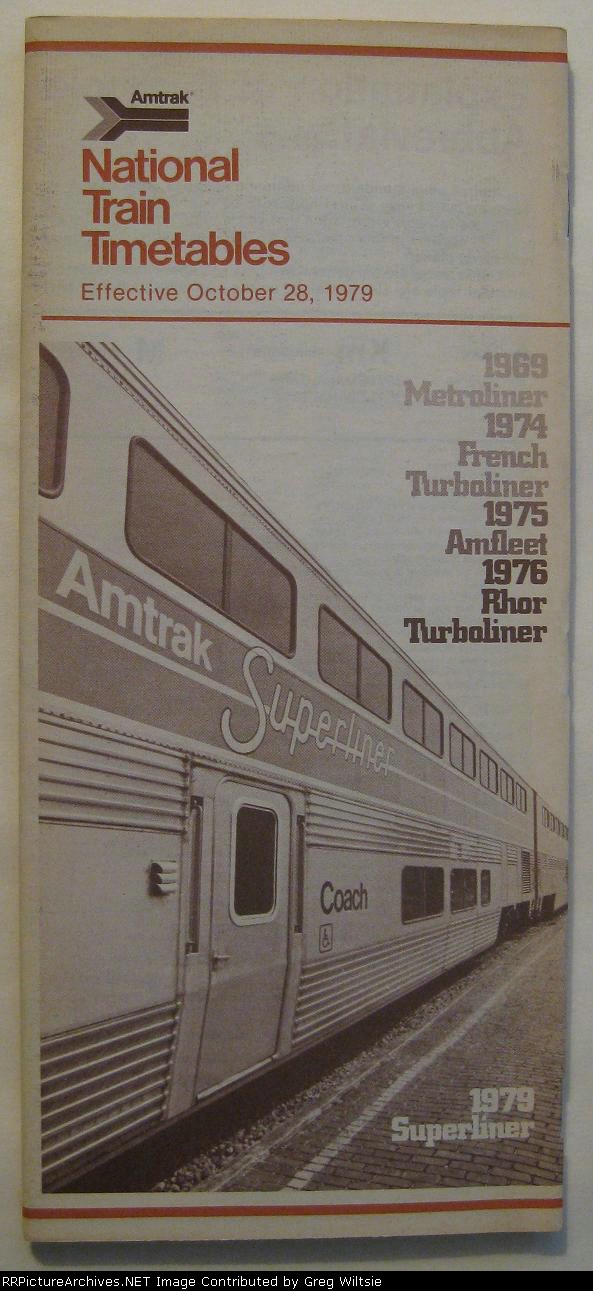 Amtrak®
National
Train
Timetables
Effective October 28, 1979
1969
Metroliner
1974
French
Turboliner
1975
Amfleet
1976
Rhor
Turboliner
Amtrak
Superliner
Coach
1979
Superliner
RRPictureArchives.NET Image Contributed by Greg Wiltsie